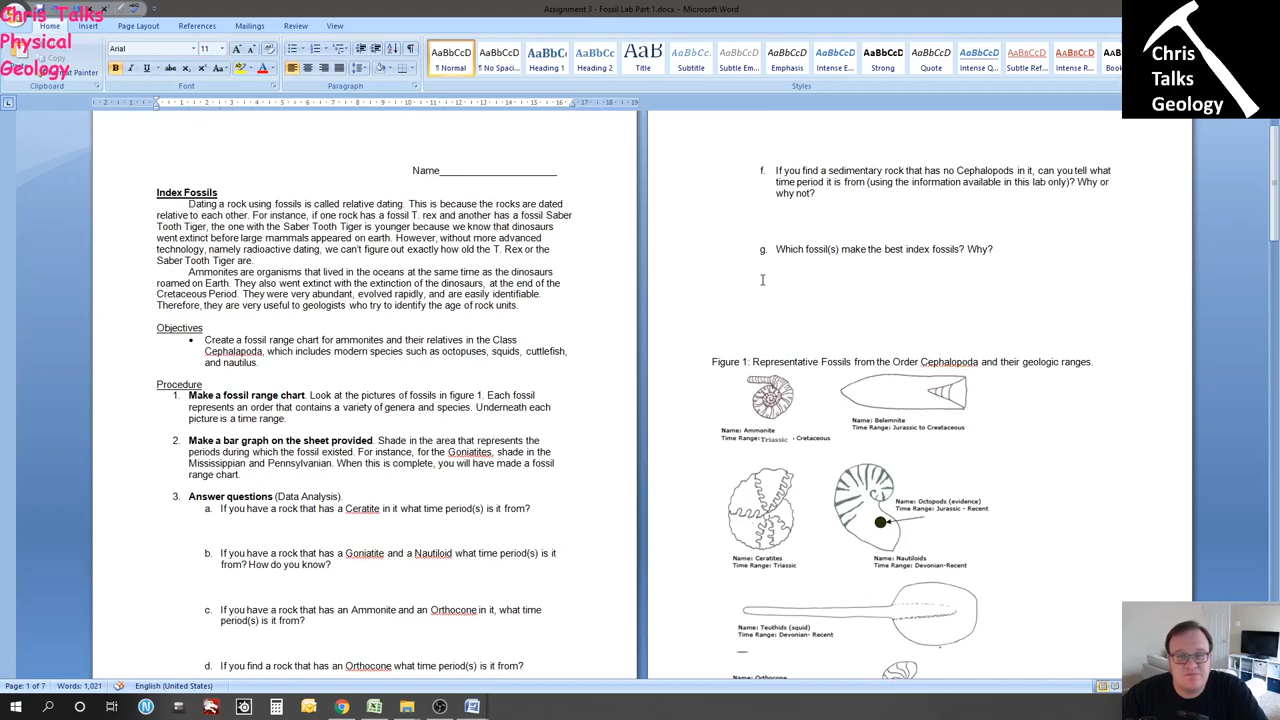 Chris Talks
Physical
Geology
Assignment 3 - Fossil Lab Part 1.docx - Microsoft Word
Home Insert Page Layout References Mailings Review View
Copy
Format Painter
Clipboard
Arial 11
Font
Paragraph
AaBbCcD AaBbCcD AaBbC AaBbCc AaB AaBbCc. AaBbCcD AaBbCcD AaBbCcD AaBbCcD AaBbCcD AaBbCcD AaBbCcD AaBbCcD
¶ Normal ¶ No Spaci... Heading 1 Heading 2 Title Subtitle Subtle Em... Emphasis Intense E... Strong Quote Intense Q... Subtle Ref... Intense R... Boo
Styles
Chris
Talks
Geology
Name
Index Fossils
Dating a rock using fossils is called relative dating. This is because the rocks are dated
relative to each other. For instance, if one rock has a fossil T. rex and another has a fossil Saber
Tooth Tiger, the one with the Saber Tooth Tiger is younger because we know that dinosaurs
went extinct before large mammals appeared on earth. However, without more advanced
technology, namely radioactive dating, we can't figure out exactly how old the T. Rex or the
Saber Tooth Tiger are.
Ammonites are organisms that lived in the oceans at the same time as the dinosaurs
roamed on Earth. They also went extinct with the extinction of the dinosaurs, at the end of the
Cretaceous Period. They were very abundant, evolved rapidly, and are easily identifiable.
Therefore, they are very useful to geologists who try to identify the age of rock units.
Objectives
• Create a fossil range chart for ammonites and their relatives in the Class
Cephalapoda, which includes modern species such as octopuses, squids, cuttlefish,
and nautilus.
Procedure
1. Make a fossil range chart. Look at the pictures of fossils in figure 1. Each fossil
represents an order that contains a variety of genera and species. Underneath each
picture is a time range.
2. Make a bar graph on the sheet provided. Shade in the area that represents the
periods during which the fossil existed. For instance, for the Goniatites, shade in the
Mississippian and Pennsylvanian. When this is complete, you will have made a fossil
range chart.
3. Answer questions (Data Analysis).
a. If you have a rock that has a Ceratite in it what time period(s) is it from?
b. If you have a rock that has a Goniatite and a Nautiloid what time period(s) is it
from? How do you know?
c. If you have a rock that has an Ammonite and an Orthocone in it, what time
period(s) is it from?
d. If you find a rock that has an Orthocone what time period(s) is it from?
f. If you find a sedimentary rock that has no Cephalopods in it, can you tell what
time period it is from (using the information available in this lab only)? Why or
why not?
g. Which fossil(s) make the best index fossils? Why?
Figure 1: Representative Fossils from the Order Cephalopoda and their geologic ranges.
Name: Ammonite
Time Range: Triassic - Cretaceous
Name: Belemnite
Time Range: Jurassic to Creataceous
Octopods (evidence)
Time Range: Jurassic - Recent
Name: Ceratites
Time Range: Triassic
Name: Nautiloids
Time Range: Devonian-Recent
Name: Teuthids (squid)
Time Range: Devonian- Recent
Name: Orthocone
Page: 1 of 7 Words: 1,021 English (United States)